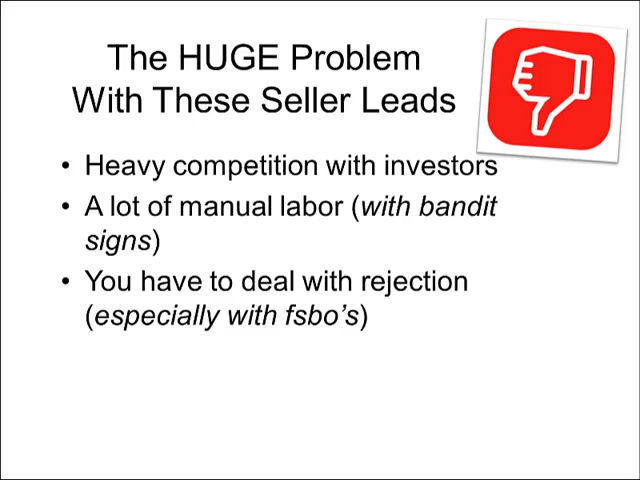 The HUGE Problem
With These Seller Leads
• Heavy competition with investors
• A lot of manual labor (with bandit
signs)
• You have to deal with rejection
(especially with fsbo’s)